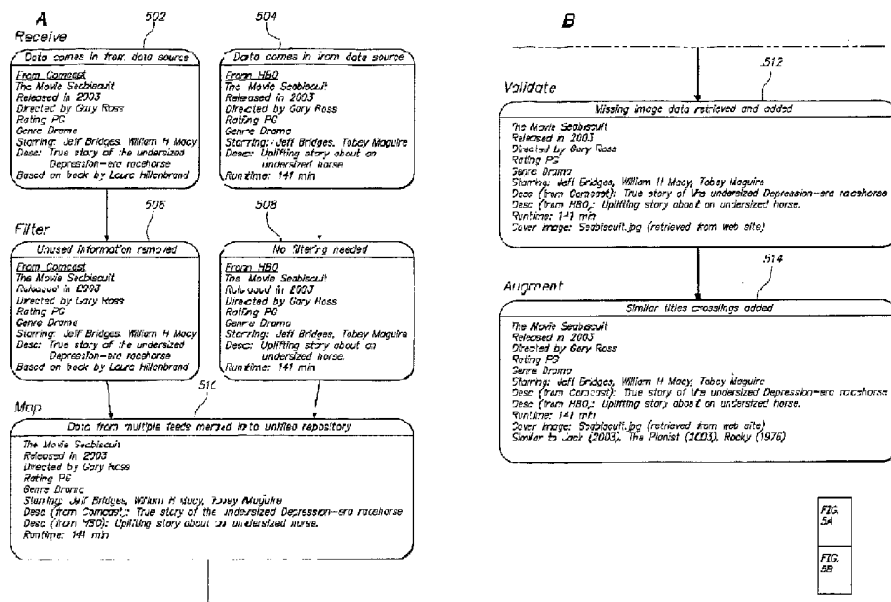 A
502
504
Receive
Data comes in from data source
From Comcast
The Movie Seabiscuit
Released in 2003
Directed by Gary Ross
Rating PG
Genre Drama
Starring: Jeff Bridges, William H Macy
Desc: True story of the undersized
Depression-era racehorse
Based on book by Laura Hillenbrand
Data comes in from data source
From HBO
The Movie Seabiscuit
Released in 2003
Directed by Gary Ross
Rating PG
Genre Drama
Starring: Jeff Bridges, Tobey Maguire
Desc: Uplifting story about an
undersized horse.
Runtime: 141 min
506
508
Filter
Unused information removed
From Comcast
The Movie Seabiscuit
Released in 2003
Directed by Gary Ross
Rating PG
Genre Drama
Starring: Jeff Bridges, William H Macy
Desc: True story of the undersized
Depression-era racehorse
Based on book by Laura Hillenbrand
No filtering needed
From HBO
The Movie Seabiscuit
Released in 2003
Directed by Gary Ross
Rating PG
Genre Drama
Starring: Jeff Bridges, Tobey Maguire
Desc: Uplifting story about an
undersized horse.
Runtime: 141 min
Map
510
Data from multiple feeds merged in to unified repository
The Movie Seabiscuit
Released in 2003
Directed by Gary Ross
Rating PG
Genre Drama
Starring: Jeff Bridges, William H Macy, Tobey Maguire
Desc (from Comcast): True story of the undersized Depression-era racehorse
Desc (from HBO): Uplifting story about an undersized horse.
Runtime: 141 min
B
512
Validate
Missing image data retrieved and added
The Movie Seabiscuit
Released in 2003
Directed by Gary Ross
Rating PG
Genre Drama
Starring: Jeff Bridges, William H Macy, Tobey Maguire
Desc (from Comcast): True story of the undersized Depression-era racehorse
Desc (from HBO): Uplifting story about an undersized horse.
Runtime: 141 min
Cover image: Seabiscuit.jpg (retrieved from web site)
514
Augment
Similar titles crossings added
The Movie Seabiscuit
Released in 2003
Directed by Gary Ross
Rating PG
Genre Drama
Starring: Jeff Bridges, William H Macy, Tobey Maguire
Desc (from Comcast): True story of the undersized Depression-era racehorse
Desc (from HBO): Uplifting story about an undersized horse.
Runtime: 141 min
Cover image: Seabiscuit.jpg (retrieved from web site)
Similar to Jack (2003), The Pianist (2003), Rocky (1976)
FIG.
5A
FIG.
5B